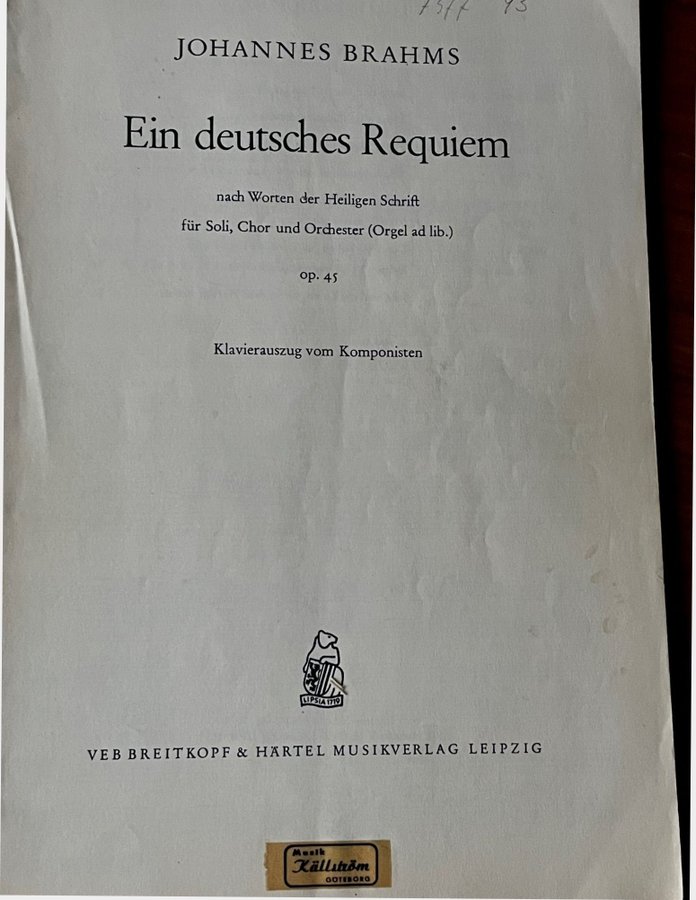 JOHANNES BRAHMS
Ein deutsches Requiem
nach Worten der Heiligen Schrift
für Soli, Chor und Orchester (Orgel ad lib.)
op. 45
Klavierauszug vom Komponisten
LIPSIA 1719
VEB BREITKOPF & HÄRTEL MUSIKVERLAG LEIPZIG
Musik
Källström
GÖTEBORG